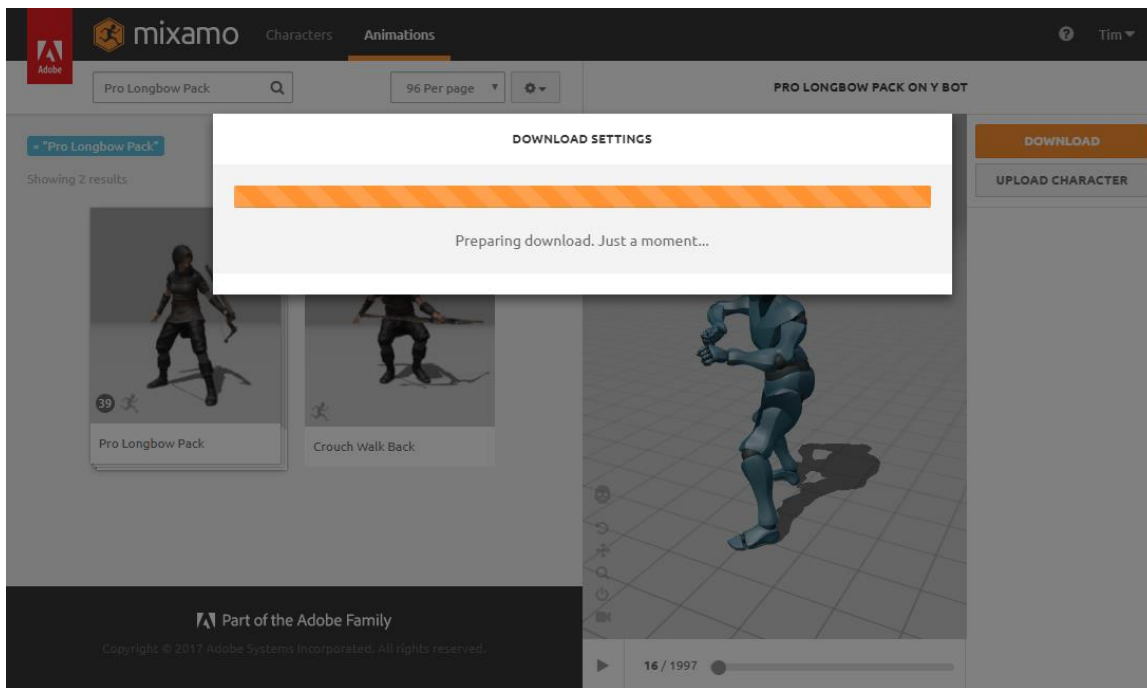 Adobe
mixamo
Characters
Animations
Tim
Pro Longbow Pack
96 Per page
PRO LONGBOW PACK ON Y BOT
× "Pro Longbow Pack"
Showing 2 results
DOWNLOAD SETTINGS
Preparing download. Just a moment...
DOWNLOAD
UPLOAD CHARACTER
39
Pro Longbow Pack
Crouch Walk Back
Part of the Adobe Family
Copyright © 2017 Adobe Systems Incorporated. All rights reserved.
16 / 1997